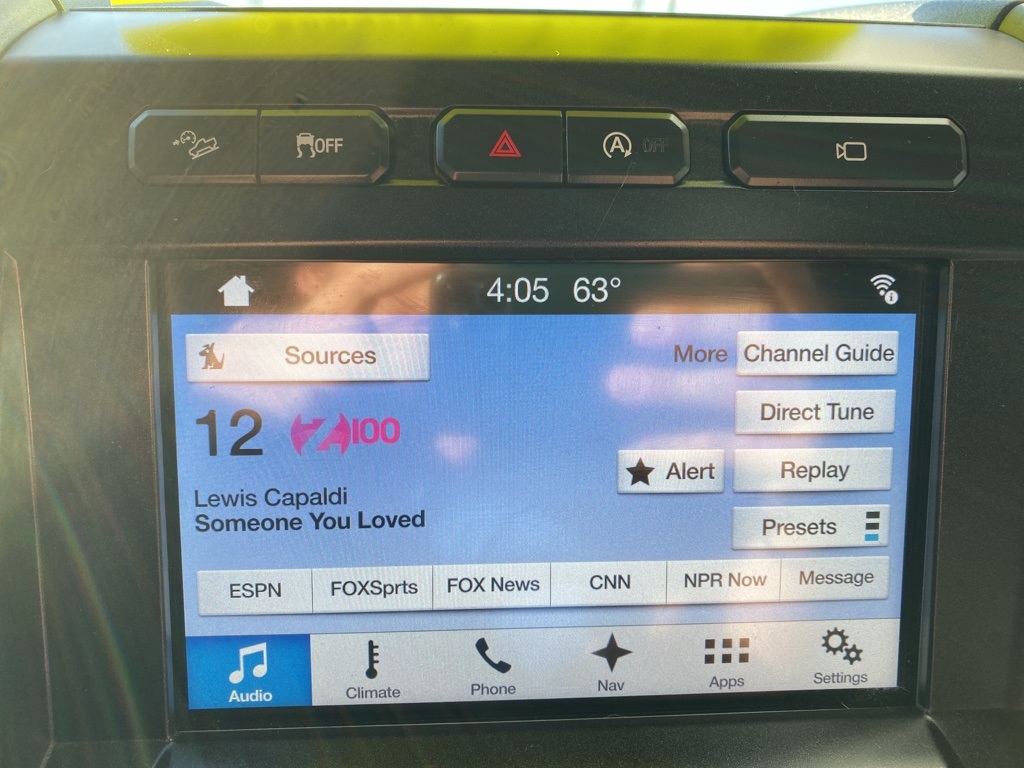 OFF
A OFF
4:05 63°
Sources
More Channel Guide
12 Z100
Direct Tune
Alert Replay
Lewis Capaldi
Someone You Loved
Presets
ESPN FOXSprts FOX News CNN NPR Now Message
Audio Climate Phone Nav Apps Settings